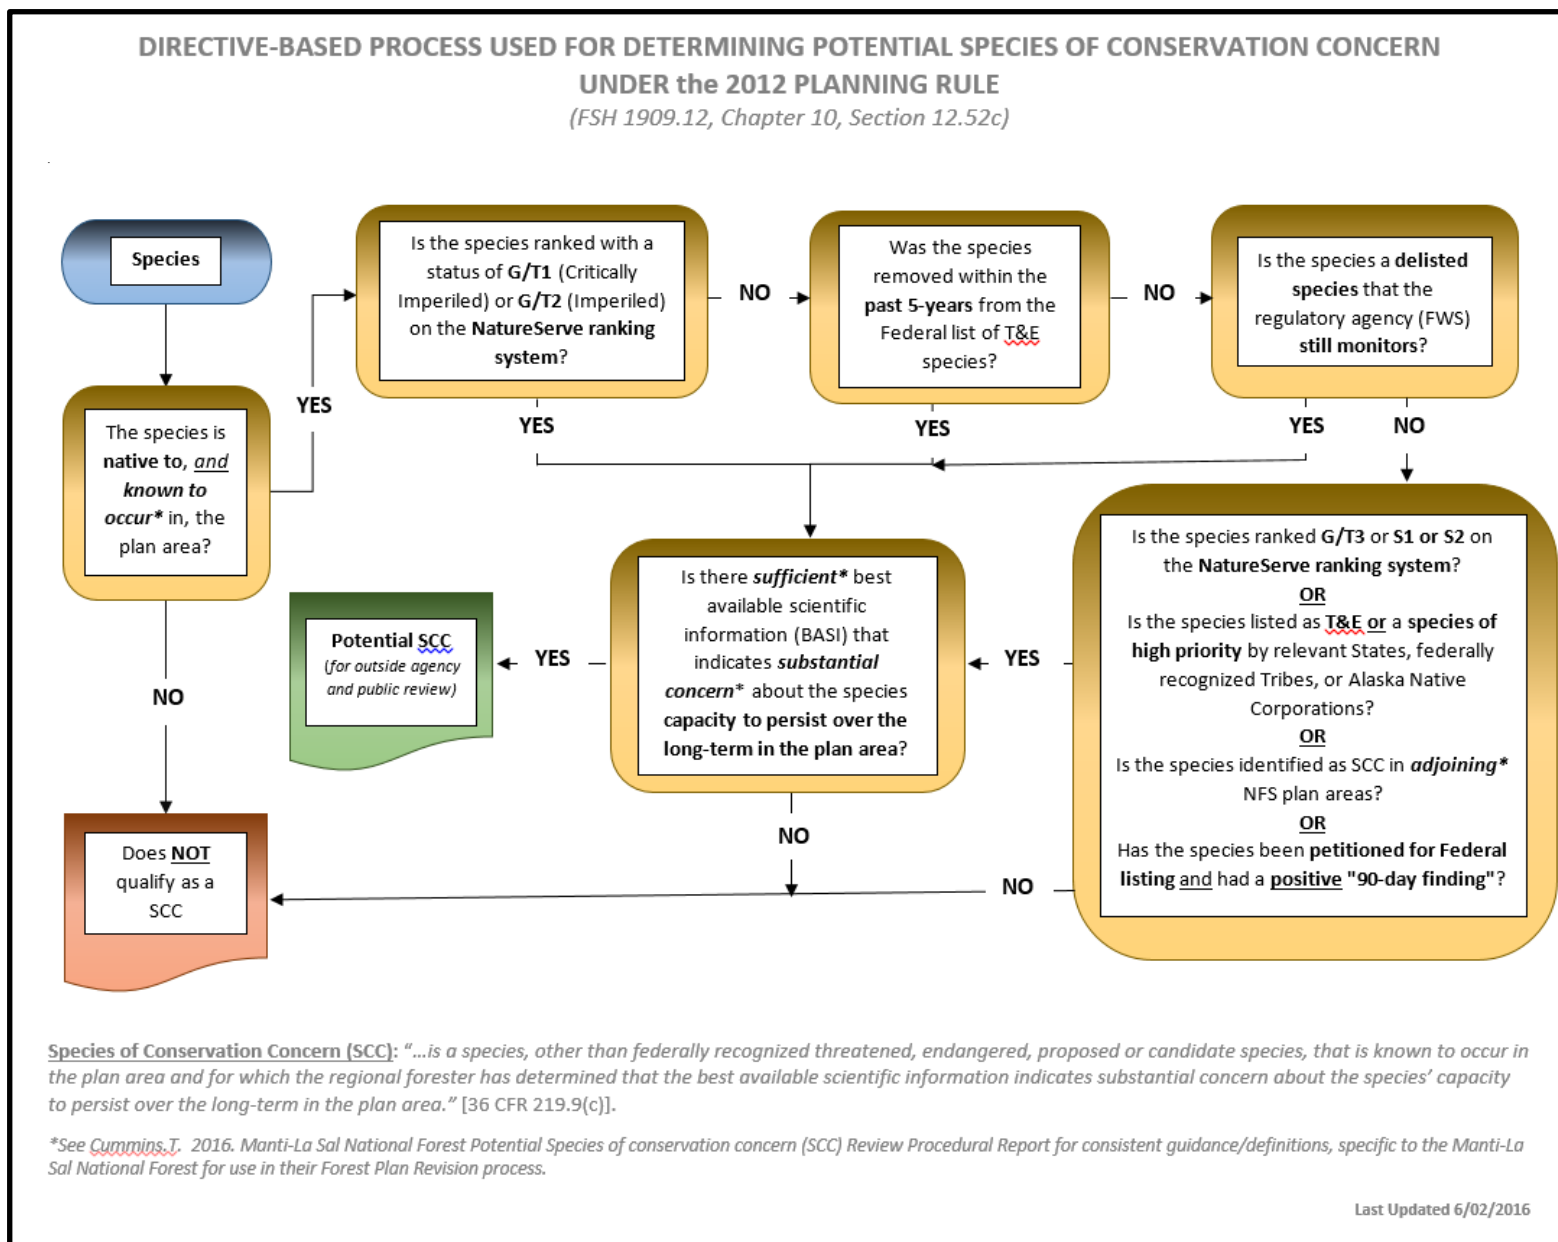 DIRECTIVE-BASED PROCESS USED FOR DETERMINING POTENTIAL SPECIES OF CONSERVATION CONCERN
UNDER the 2012 PLANNING RULE
(FSH 1909.12, Chapter 10, Section 12.52c)
Species
The species is
native to, and
known to
occur* in, the
plan area?
YES
NO
Is the species ranked with a
status of G/T1 (Critically
Imperiled) or G/T2 (Imperiled)
on the NatureServe ranking
system?
NO
YES
Was the species
removed within the
past 5-years from the
Federal list of T&E
species?
NO
YES
Is the species a delisted
species that the
regulatory agency (FWS)
still monitors?
YES
NO
Is the species ranked G/T3 or S1 or S2 on
the NatureServe ranking system?
OR
Is the species listed as T&E or a species of
high priority by relevant States, federally
recognized Tribes, or Alaska Native
Corporations?
OR
Is the species identified as SCC in adjoining*
NFS plan areas?
OR
Has the species been petitioned for Federal
listing and had a positive "90-day finding"?
YES
NO
Is there sufficient* best
available scientific
information (BASI) that
indicates substantial
concern* about the species
capacity to persist over the
long-term in the plan area?
YES
NO
Potential SCC
(for outside agency
and public review)
Does NOT
qualify as a
SCC
Species of Conservation Concern (SCC): “...is a species, other than federally recognized threatened, endangered, proposed or candidate species, that is known to occur in
the plan area and for which the regional forester has determined that the best available scientific information indicates substantial concern about the species’ capacity
to persist over the long-term in the plan area.” [36 CFR 219.9(c)].
*See Cummins.T. 2016. Manti-La Sal National Forest Potential Species of conservation concern (SCC) Review Procedural Report for consistent guidance/definitions, specific to the Manti-La
Sal National Forest for use in their Forest Plan Revision process.
Last Updated 6/02/2016